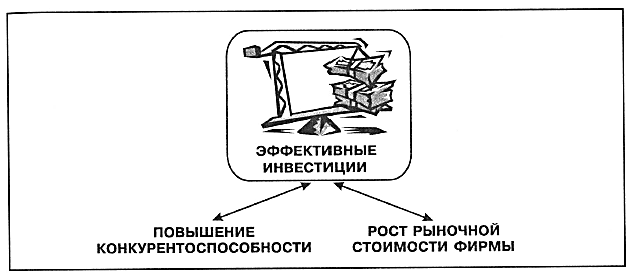 ЭФФЕКТИВНЫЕ
ИНВЕСТИЦИИ
ПОВЫШЕНИЕ
КОНКУРЕНТОСПОСОБНОСТИ
РОСТ РЫНОЧНОЙ
СТОИМОСТИ ФИРМЫ